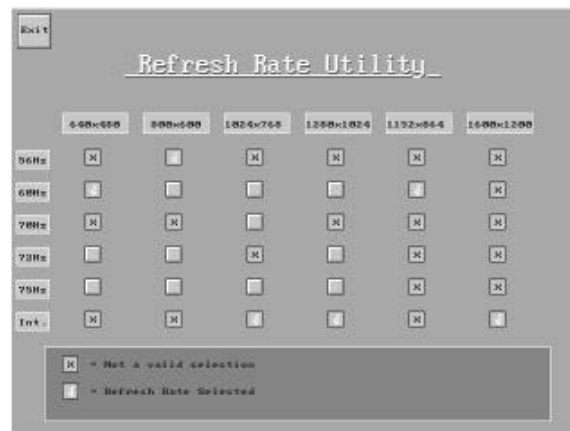 Exit
Refresh Rate Utility
640x480 800x600 1024x768 1280x1024 1152x864 1600x1200
56Hz
60Hz
70Hz
72Hz
75Hz
Int.
= Not a valid selection
= Refresh Rate Selected